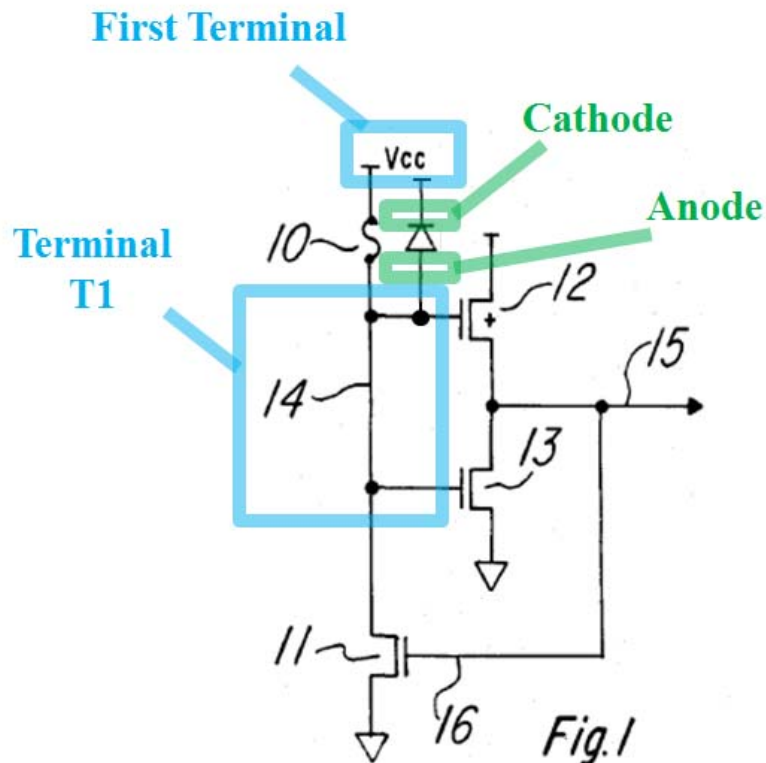 First Terminal
Cathode
Vcc
Anode
10
Terminal
T1
12
14
15
13
11
16
Fig.1